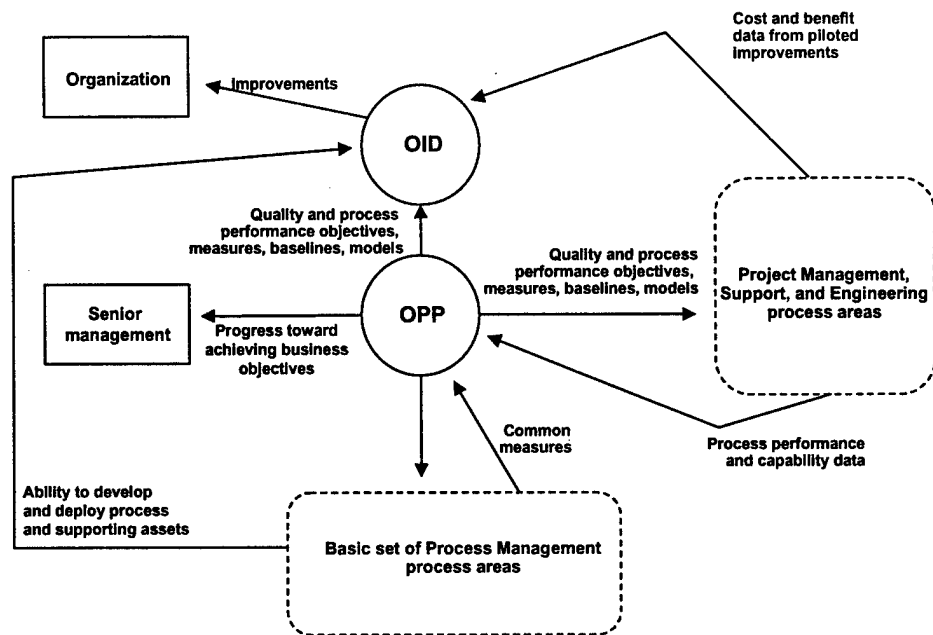 Cost and benefit
data from piloted
improvements
Organization
Improvements
OID
Quality and process
performance objectives,
measures, baselines, models
Quality and process
performance objectives,
measures, baselines, models
Project Management,
Support, and Engineering
process areas
Senior
management
OPP
Progress toward
achieving business
objectives
Common
measures
Process performance
and capability data
Ability to develop
and deploy process
and supporting assets
Basic set of Process Management
process areas